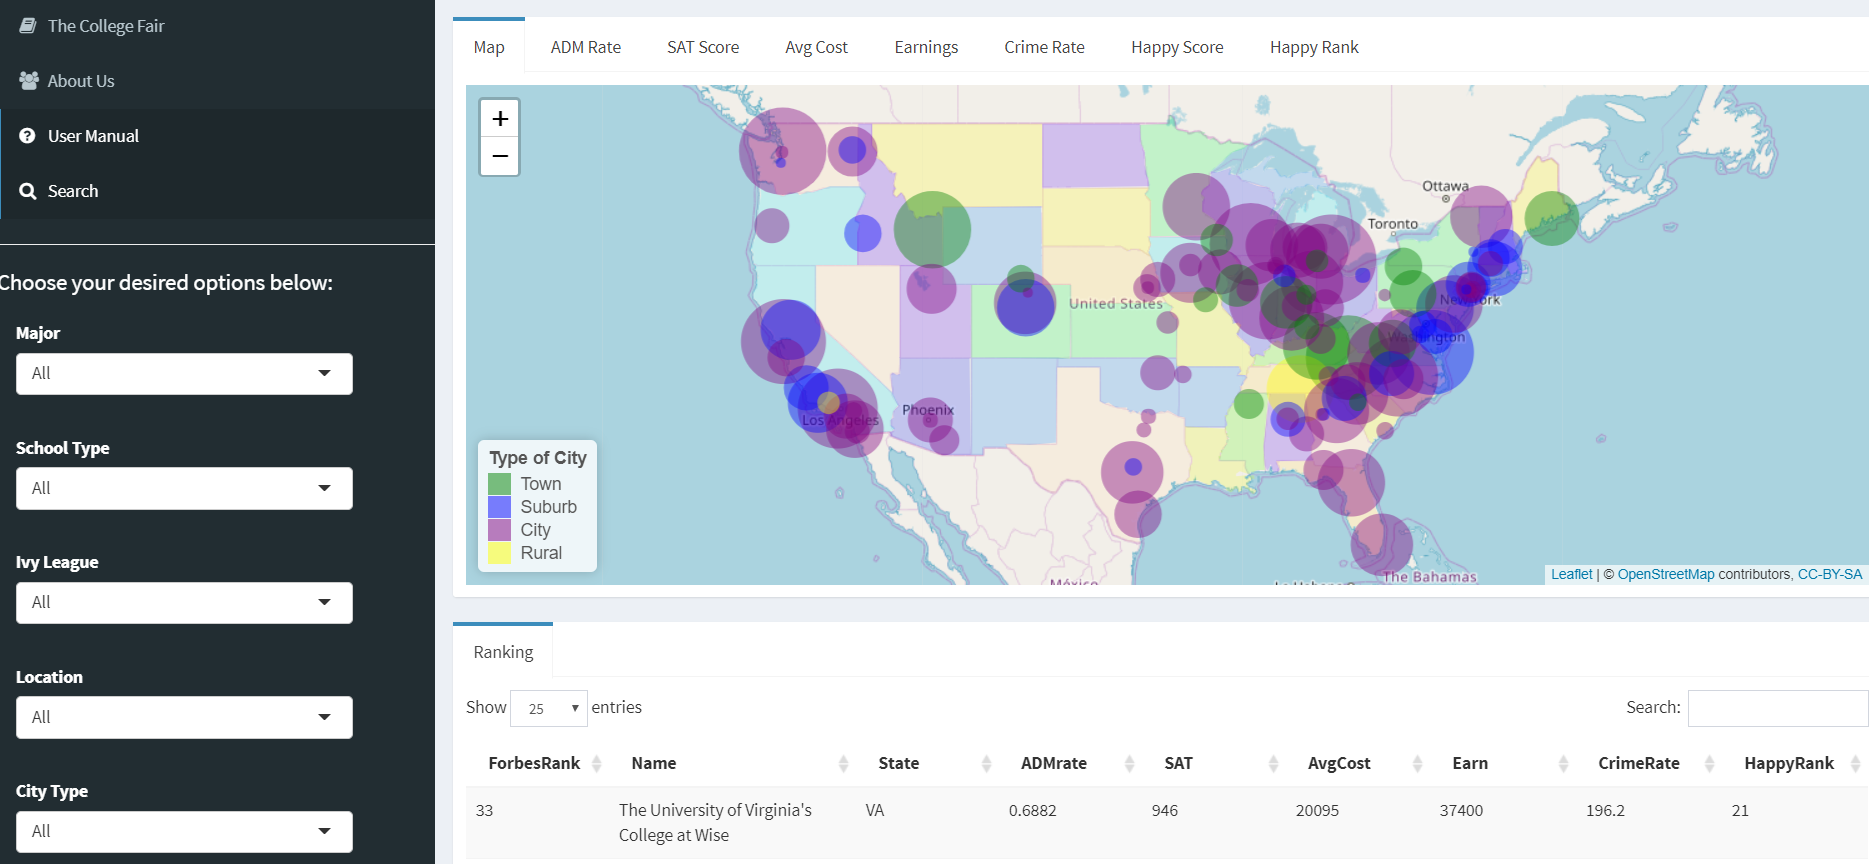 The College Fair
About Us
User Manual
Search
Choose your desired options below:
Major
All
School Type
All
Ivy League
All
Location
All
City Type
All
Map ADM Rate SAT Score Avg Cost Earnings Crime Rate Happy Score Happy Rank
+
−
Ottawa
Toronto
United States
New York
Washington
Phoenix
Los Angeles
México
La Habana
The Bahamas
Type of City
Town
Suburb
City
Rural
Leaflet | © OpenStreetMap contributors, CC-BY-SA
Ranking
Show 25 entries Search:
ForbesRank Name State ADMrate SAT AvgCost Earn CrimeRate HappyRank
33 The University of Virginia's VA 0.6882 946 20095 37400 196.2 21
College at Wise